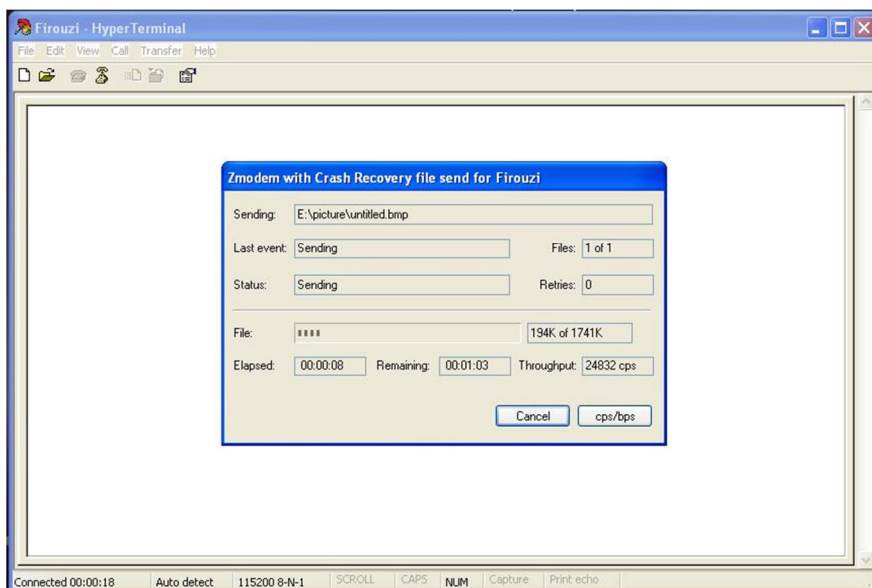 Firouzi - HyperTerminal
File Edit View Call Transfer Help
Zmodem with Crash Recovery file send for Firouzi
Sending: E:\picture\untitled.bmp
Last event: Sending Files: 1 of 1
Status: Sending Retries: 0
File: 194K of 1741K
Elapsed: 00:00:08 Remaining: 00:01:03 Throughput: 24832 cps
Cancel cps/bps
Connected 00:00:18 Auto detect 115200 8-N-1 SCROLL CAPS NUM Capture Print echo